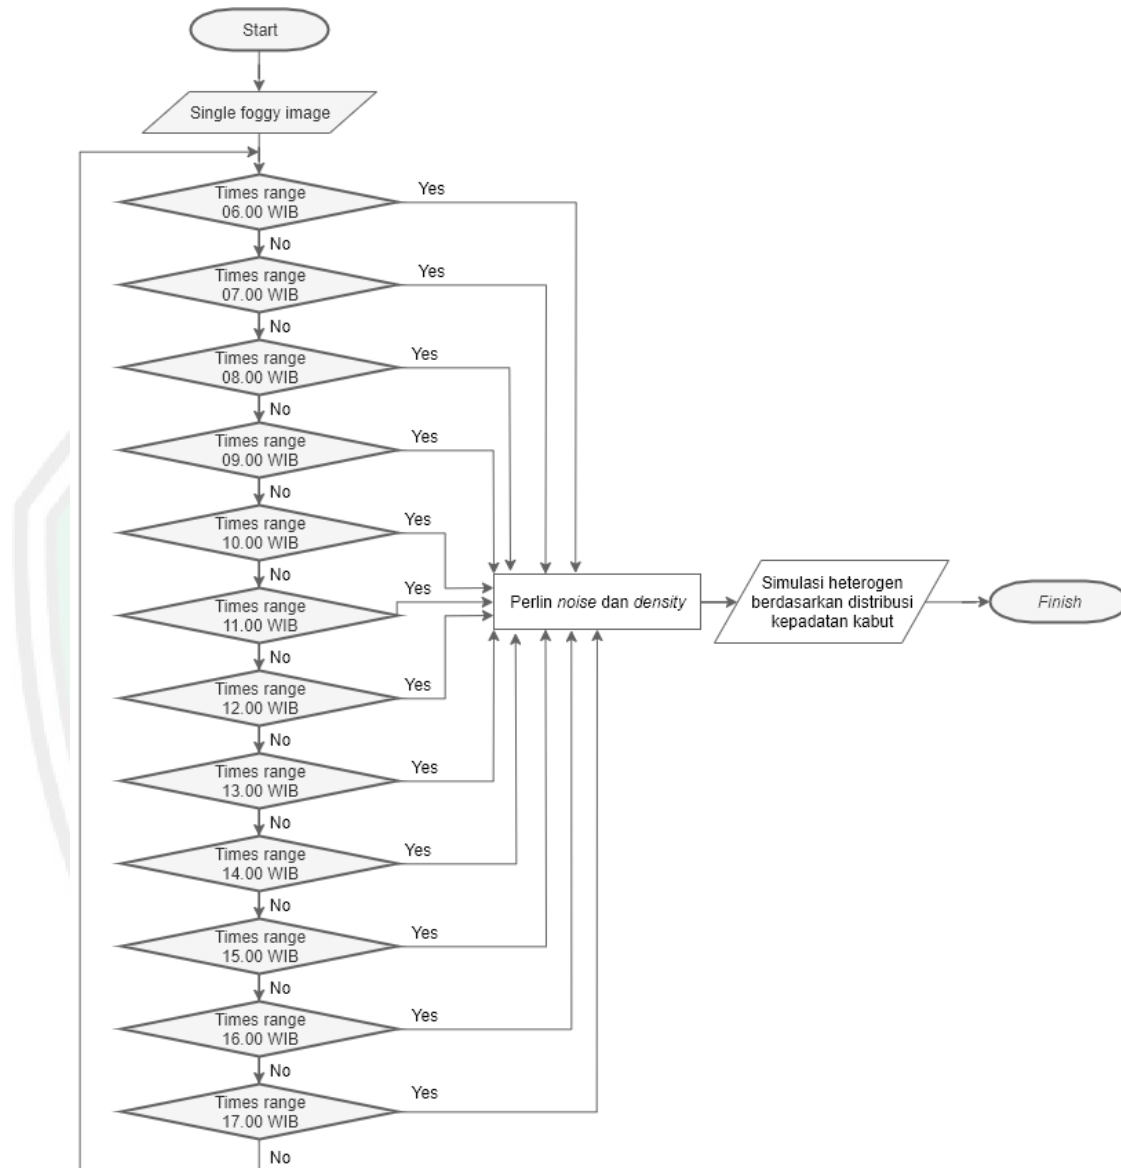 Start
Single foggy image
Times range
06.00 WIB
Yes
No
Times range
07.00 WIB
Yes
No
Times range
08.00 WIB
Yes
No
Times range
09.00 WIB
Yes
No
Times range
10.00 WIB
Yes
No
Times range
11.00 WIB
Yes
No
Times range
12.00 WIB
Yes
No
Times range
13.00 WIB
Yes
No
Times range
14.00 WIB
Yes
No
Times range
15.00 WIB
Yes
No
Times range
16.00 WIB
Yes
No
Times range
17.00 WIB
Yes
No
Perlin noise dan density
Simulasi heterogen
berdasarkan distribusi
kepadatan kabut
Finish